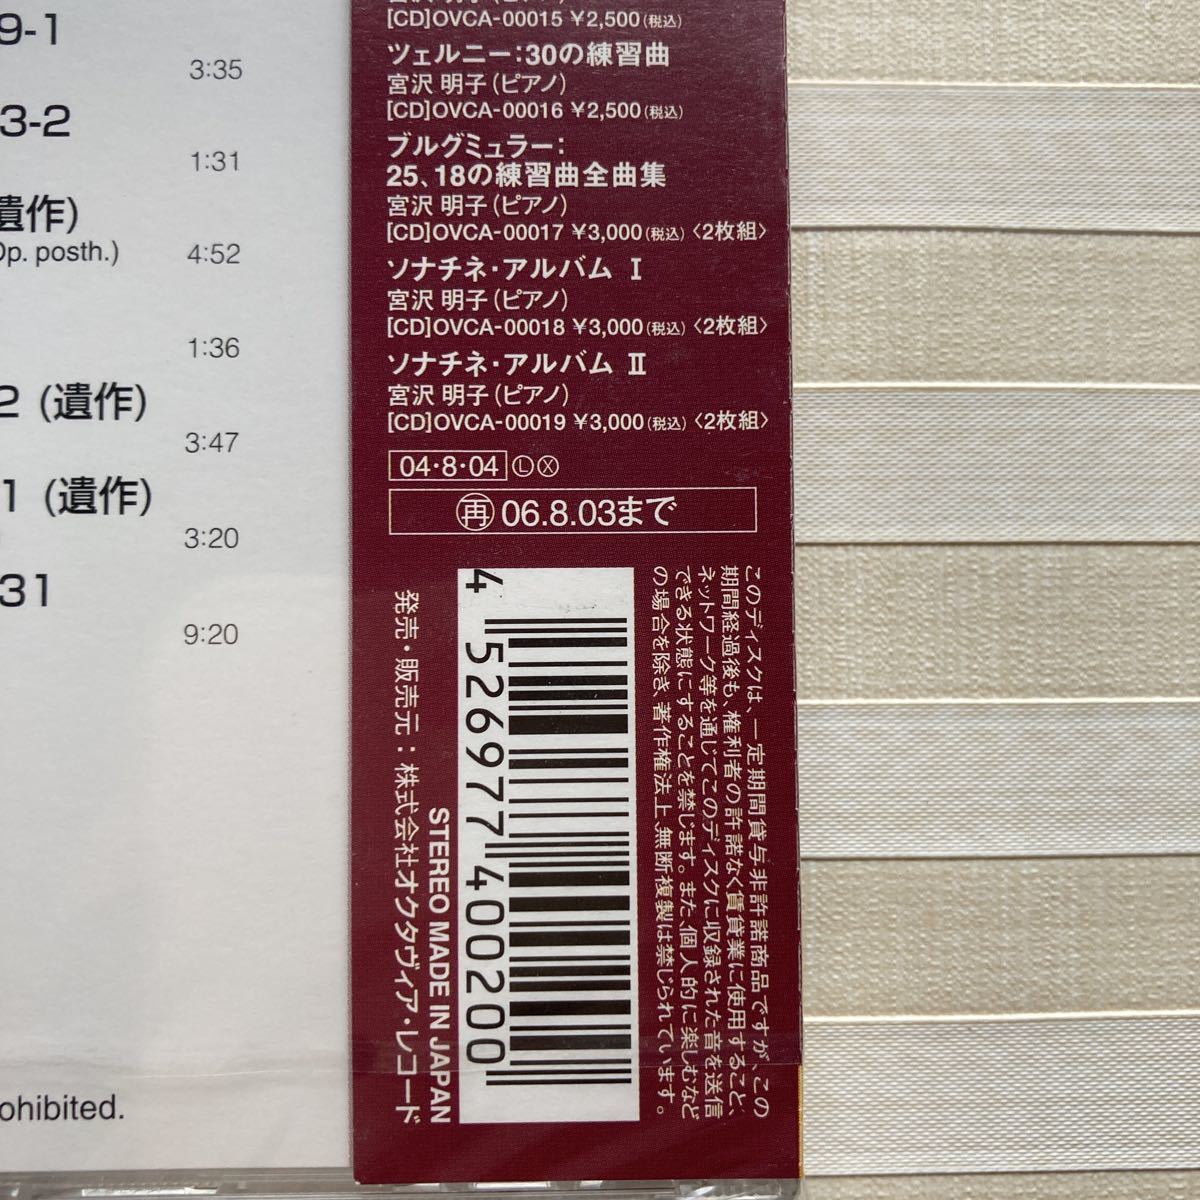 9-1
3:35
3-2
1:31
遺作)
Op. posth.)
4:52
1:36
2 (遺作)
3:47
1 (遺作)
3:20
31
9:20
ohibited.
[CD]OVCA-00015 ¥2,500(税込)
ツェルニー:30の練習曲
宮沢 明子(ピアノ)
[CD]OVCA-00016 ¥2,500(税込)
ブルグミュラー:
25、18の練習曲全曲集
宮沢 明子(ピアノ)
[CD]OVCA-00017 ¥3,000(税込)〈2枚組〉
ソナチネ・アルバム I
宮沢 明子(ピアノ)
[CD]OVCA-00018 ¥3,000(税込)〈2枚組〉
ソナチネ・アルバム II
宮沢 明子(ピアノ)
[CD]OVCA-00019 ¥3,000(税込)〈2枚組〉
04・8・04 Ⓛ Ⓧ
再 06.8.03まで
このディスクは、一定期間貸与非許諾商品ですが、この
期間経過後も、権利者の許諾なく賃貸業に使用すること、
ネットワーク等を通じてこのディスクに収録された音を送信
できる状態にすることを禁じます。また、個人的に楽しむなど
の場合を除き、著作権法上、無断複製は禁じられています。
4 526977 400200
STEREO MADE IN JAPAN
発売・販売元:株式会社オクタヴィア・レコード